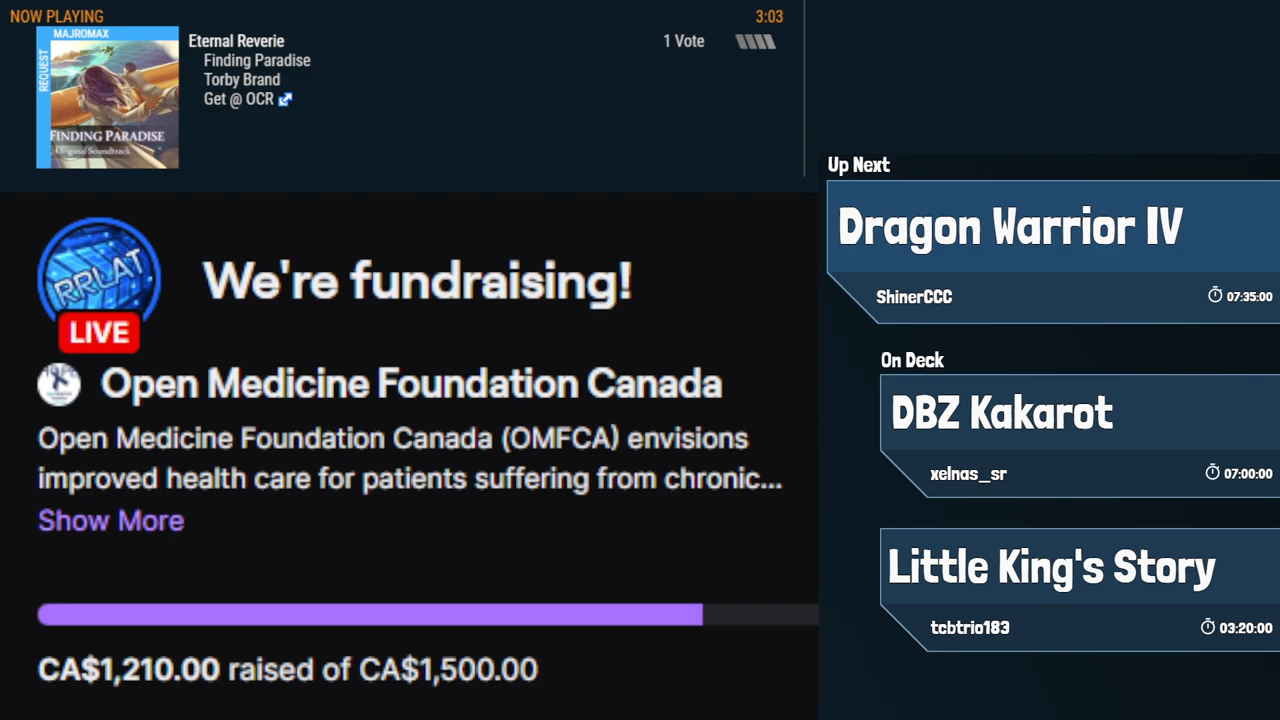 NOW PLAYING
3:03
MAJROMAX
REQUEST
FINDING PARADISE
Original Soundtrack
Eternal Reverie
Finding Paradise
Torby Brand
Get @ OCR
1 Vote
RRLAT
LIVE
We're fundraising!
Open Medicine Foundation Canada
Open Medicine Foundation Canada (OMFCA) envisions
improved health care for patients suffering from chronic...
Show More
CA$1,210.00 raised of CA$1,500.00
Up Next
Dragon Warrior IV
ShinerCCC
07:35:00
On Deck
DBZ Kakarot
xelnas_sr
07:00:00
Little King's Story
tcbtrio183
03:20:00